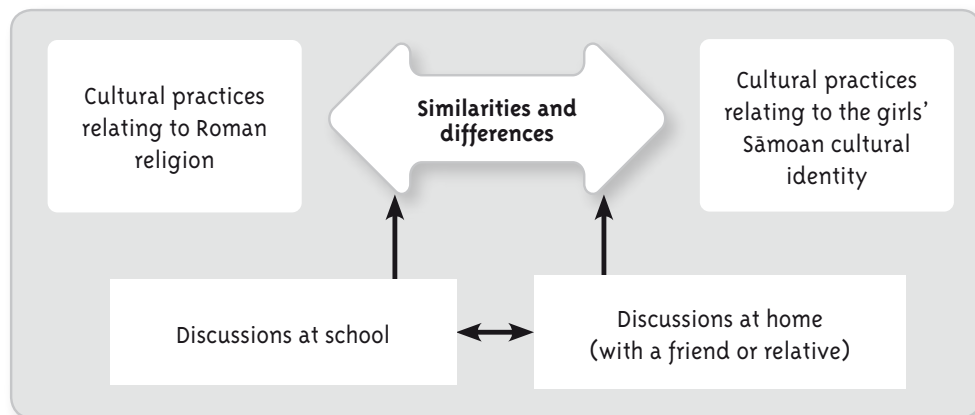 Cultural practices
relating to Roman
religion
Similarities and
differences
Cultural practices
relating to the girls’
Sāmoan cultural
identity
Discussions at school
Discussions at home
(with a friend or relative)